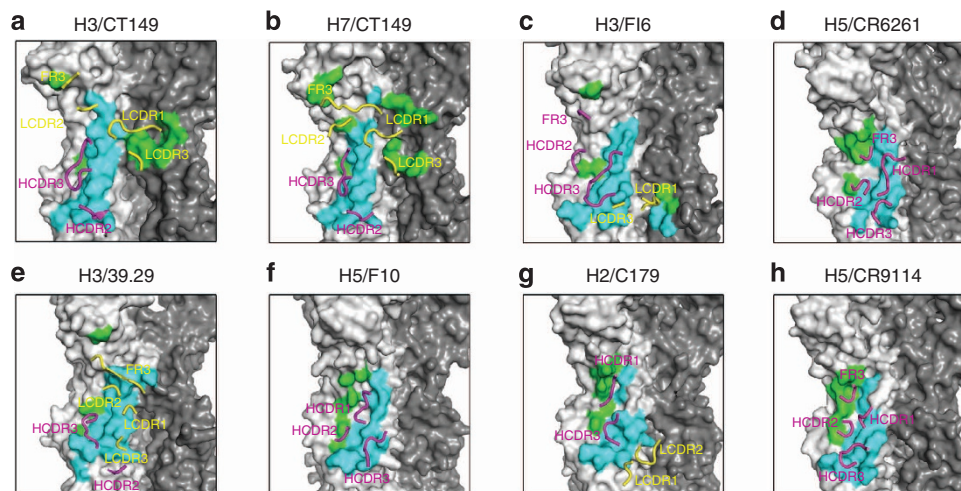 a H3/CT149
FR3
LCDR2
LCDR1
LCDR3
HCDR3
HCDR2
b H7/CT149
FR3
LCDR2
LCDR1
LCDR3
HCDR3
HCDR2
c H3/FI6
FR3
HCDR2
HCDR3
LCDR1
LCDR3
d H5/CR6261
FR3
HCDR1
HCDR2
HCDR3
e H3/39.29
FR3
LCDR2
LCDR1
HCDR3
LCDR3
HCDR2
f H5/F10
HCDR1
HCDR2
HCDR3
g H2/C179
HCDR1
HCDR3
LCDR2
LCDR1
h H5/CR9114
FR3
HCDR1
HCDR2
HCDR3